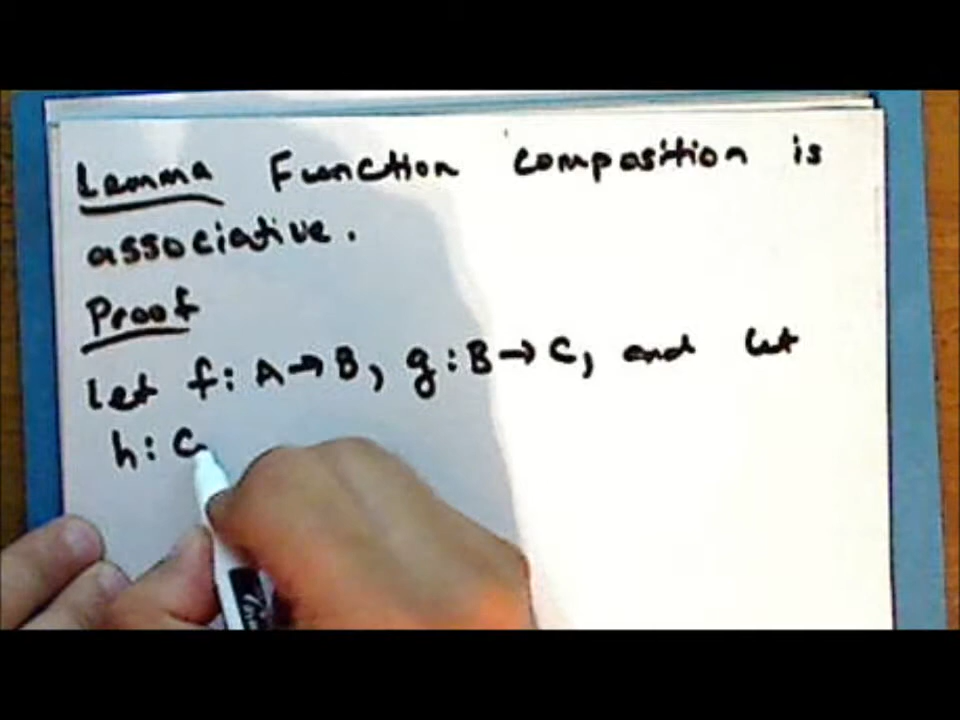 Lemma Function composition is
associative.
Proof
Let f: A→B, g: B→C, and let
h: C